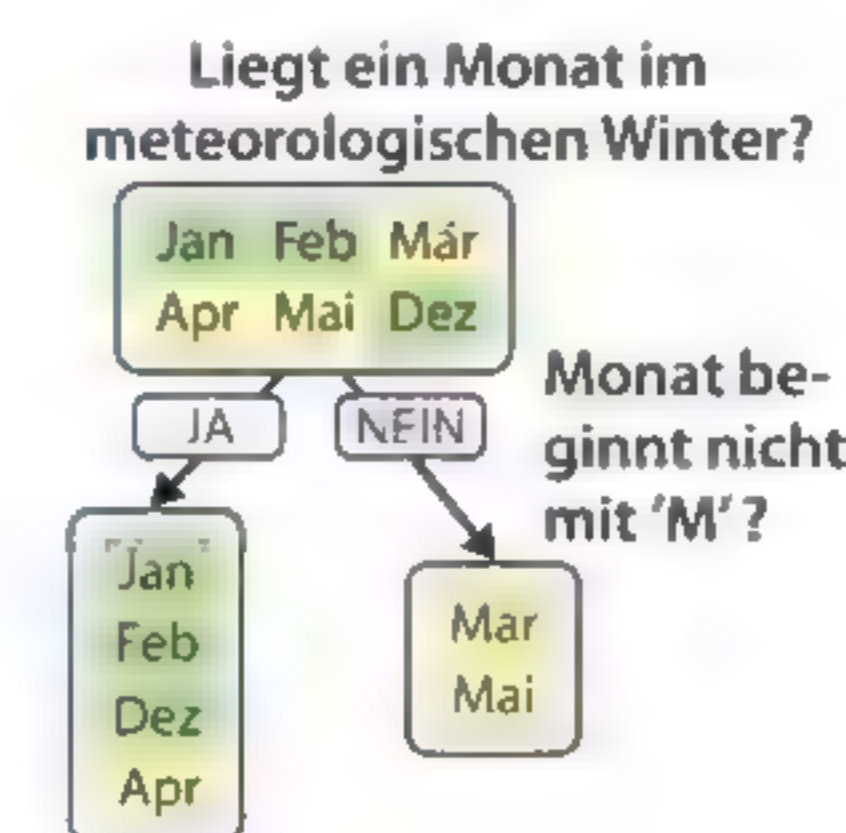 Liegt ein Monat im
meteorologischen Winter?
Jan Feb Mär
Apr Mai Dez
JA NEIN
Monat be-
ginnt nicht
mit ‘M’ ?
Jan
Feb
Dez
Apr
Mar
Mai